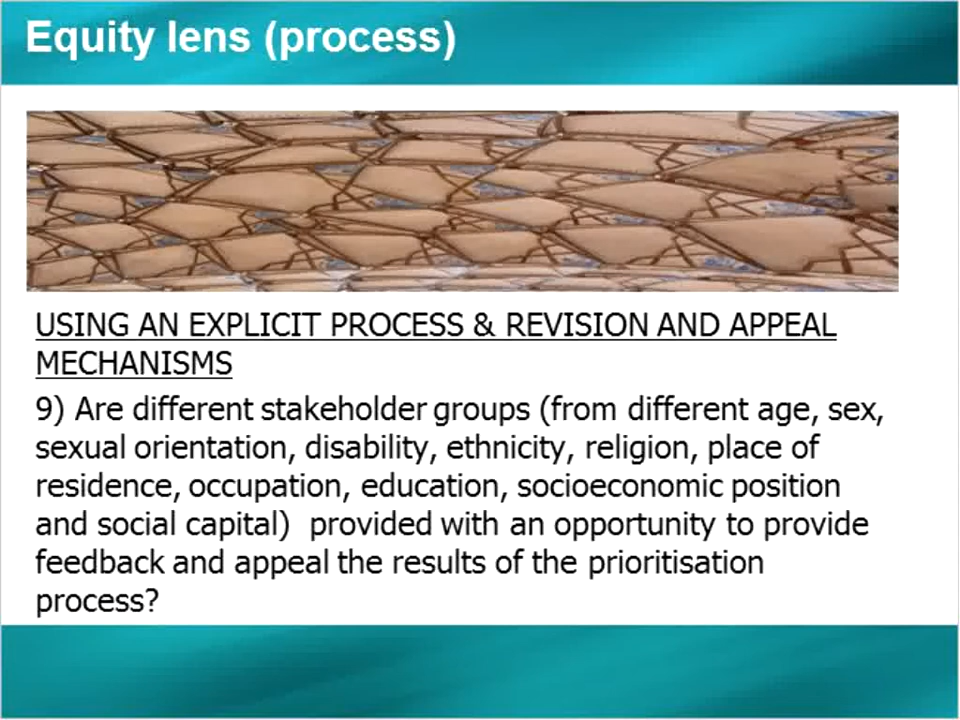 Equity lens (process)
USING AN EXPLICIT PROCESS & REVISION AND APPEAL
MECHANISMS
9) Are different stakeholder groups (from different age, sex,
sexual orientation, disability, ethnicity, religion, place of
residence, occupation, education, socioeconomic position
and social capital)  provided with an opportunity to provide
feedback and appeal the results of the prioritisation
process?